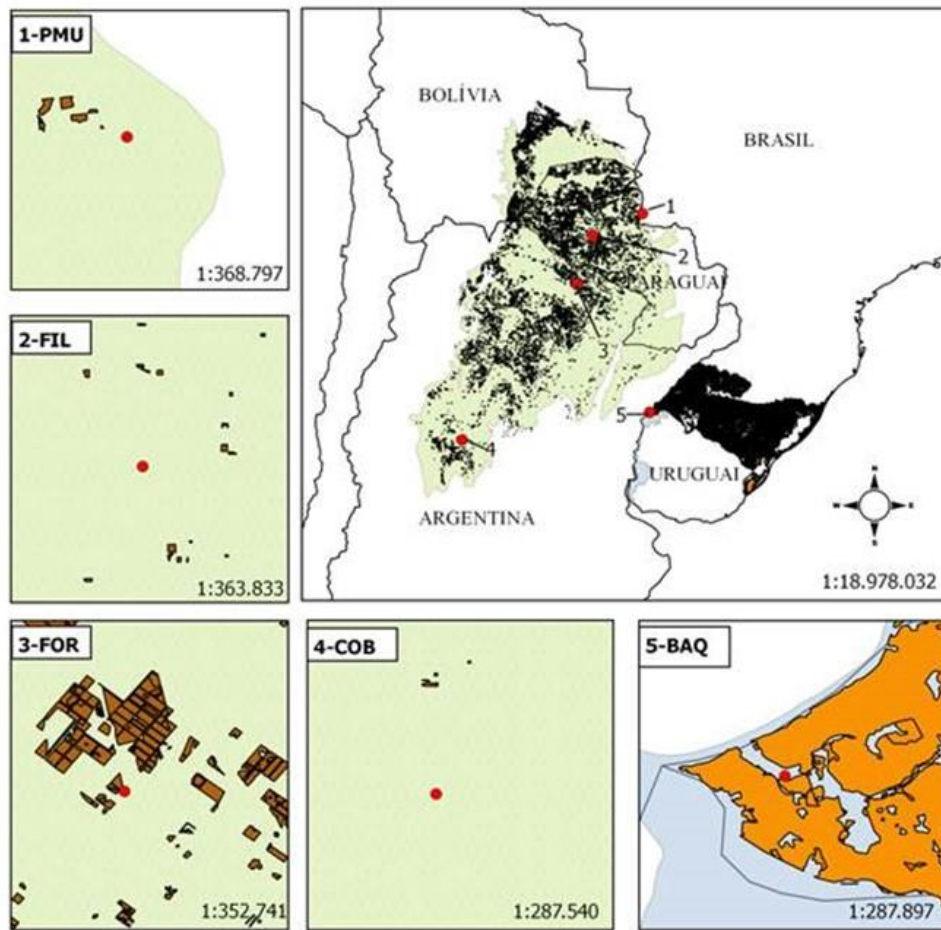 1-PMU
1:368.797
2-FIL
1:363.833
BOLÍVIA
BRASIL
1
2
PARAGUAI
3
5
4
URUGUAI
ARGENTINA
N
W
E
S
1:18.978.032
3-FOR
1:352.741
4-COB
1:287.540
5-BAQ
1:287.897